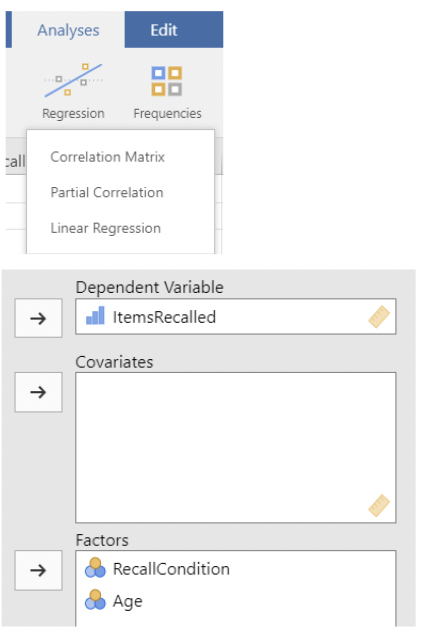 Analyses Edit
Regression Frequencies
call
Correlation Matrix
Partial Correlation
Linear Regression
Dependent Variable
ItemsRecalled
Covariates
Factors
RecallCondition
Age